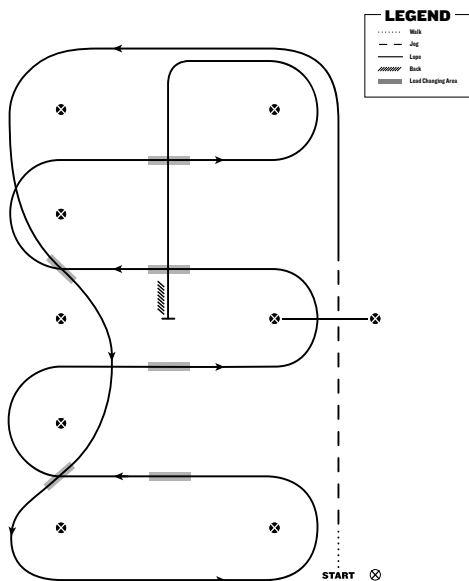 LEGEND
Walk
Jog
Lope
Back
Lead Changing Area
START